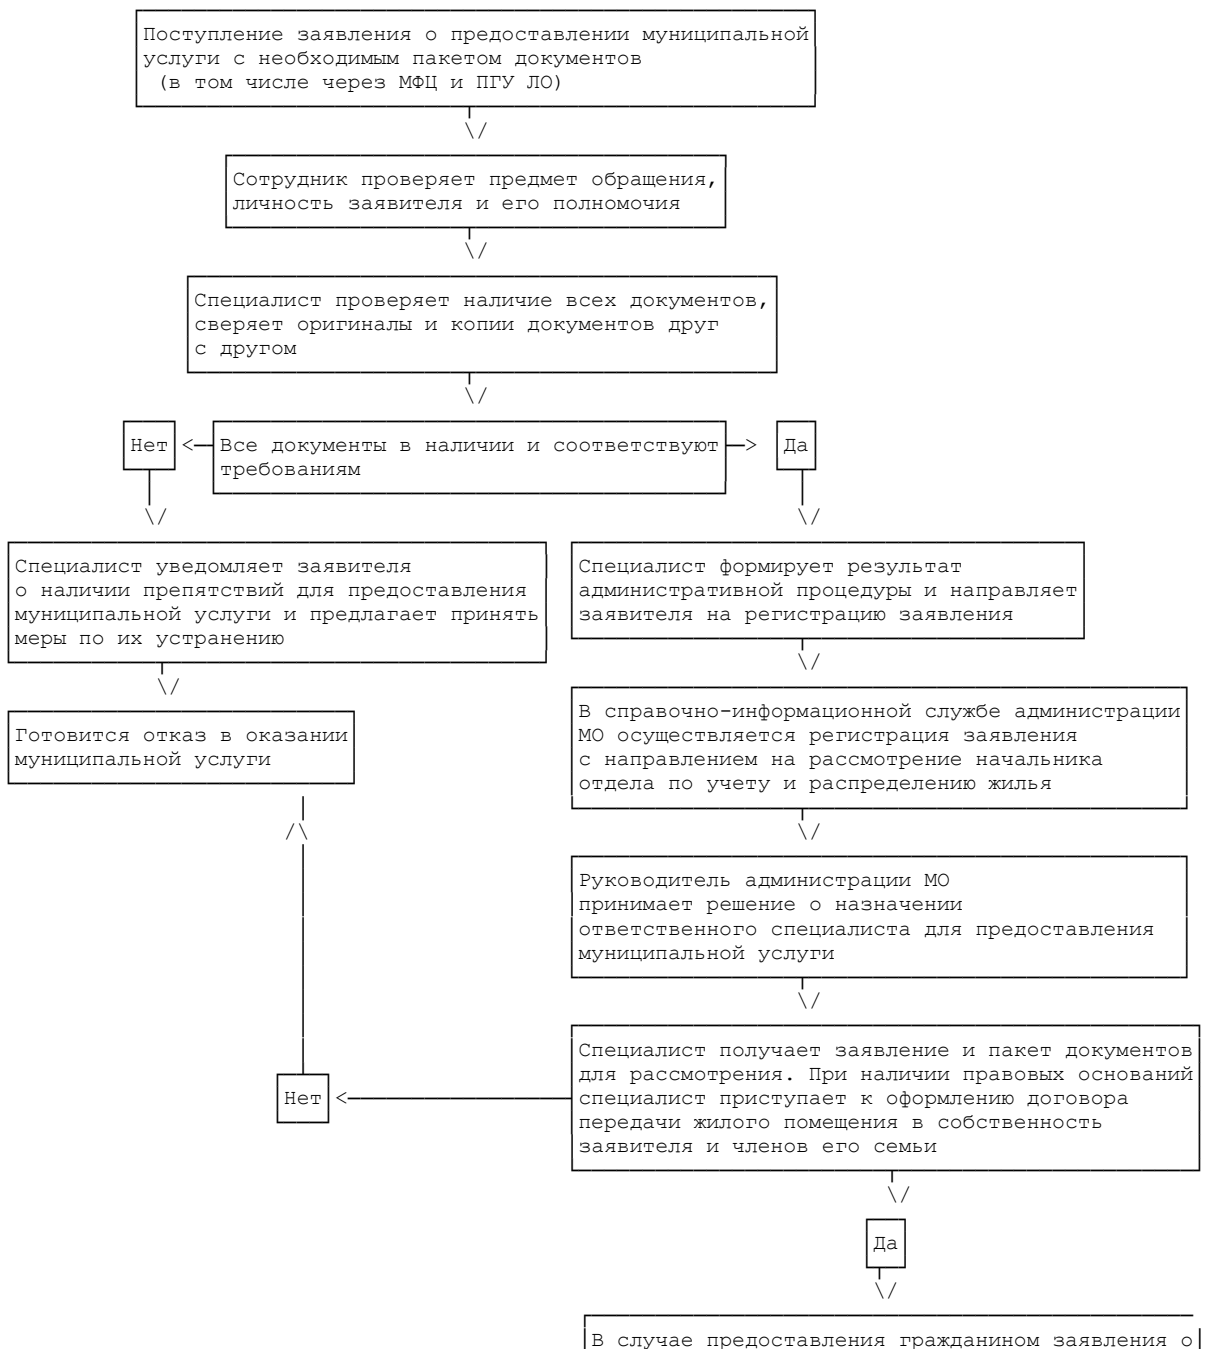 Поступление заявления о предоставлении муниципальной
услуги с необходимым пакетом документов
(в том числе через МФЦ и ПГУ ЛО)
Сотрудник проверяет предмет обращения,
личность заявителя и его полномочия
Специалист проверяет наличие всех документов,
сверяет оригиналы и копии документов друг
с другом
Нет
Все документы в наличии и соответствуют
требованиям
Да
Специалист уведомляет заявителя
о наличии препятствий для предоставления
муниципальной услуги и предлагает принять
меры по их устранению
Специалист формирует результат
административной процедуры и направляет
заявителя на регистрацию заявления
Готовится отказ в оказании
муниципальной услуги
В справочно-информационной службе администрации
МО осуществляется регистрация заявления
с направлением на рассмотрение начальника
отдела по учету и распределению жилья
Руководитель администрации МО
принимает решение о назначении
ответственного специалиста для предоставления
муниципальной услуги
Специалист получает заявление и пакет документов
для рассмотрения. При наличии правовых оснований
специалист приступает к оформлению договора
передачи жилого помещения в собственность
заявителя и членов его семьи
Нет
Да
В случае предоставления гражданином заявления о